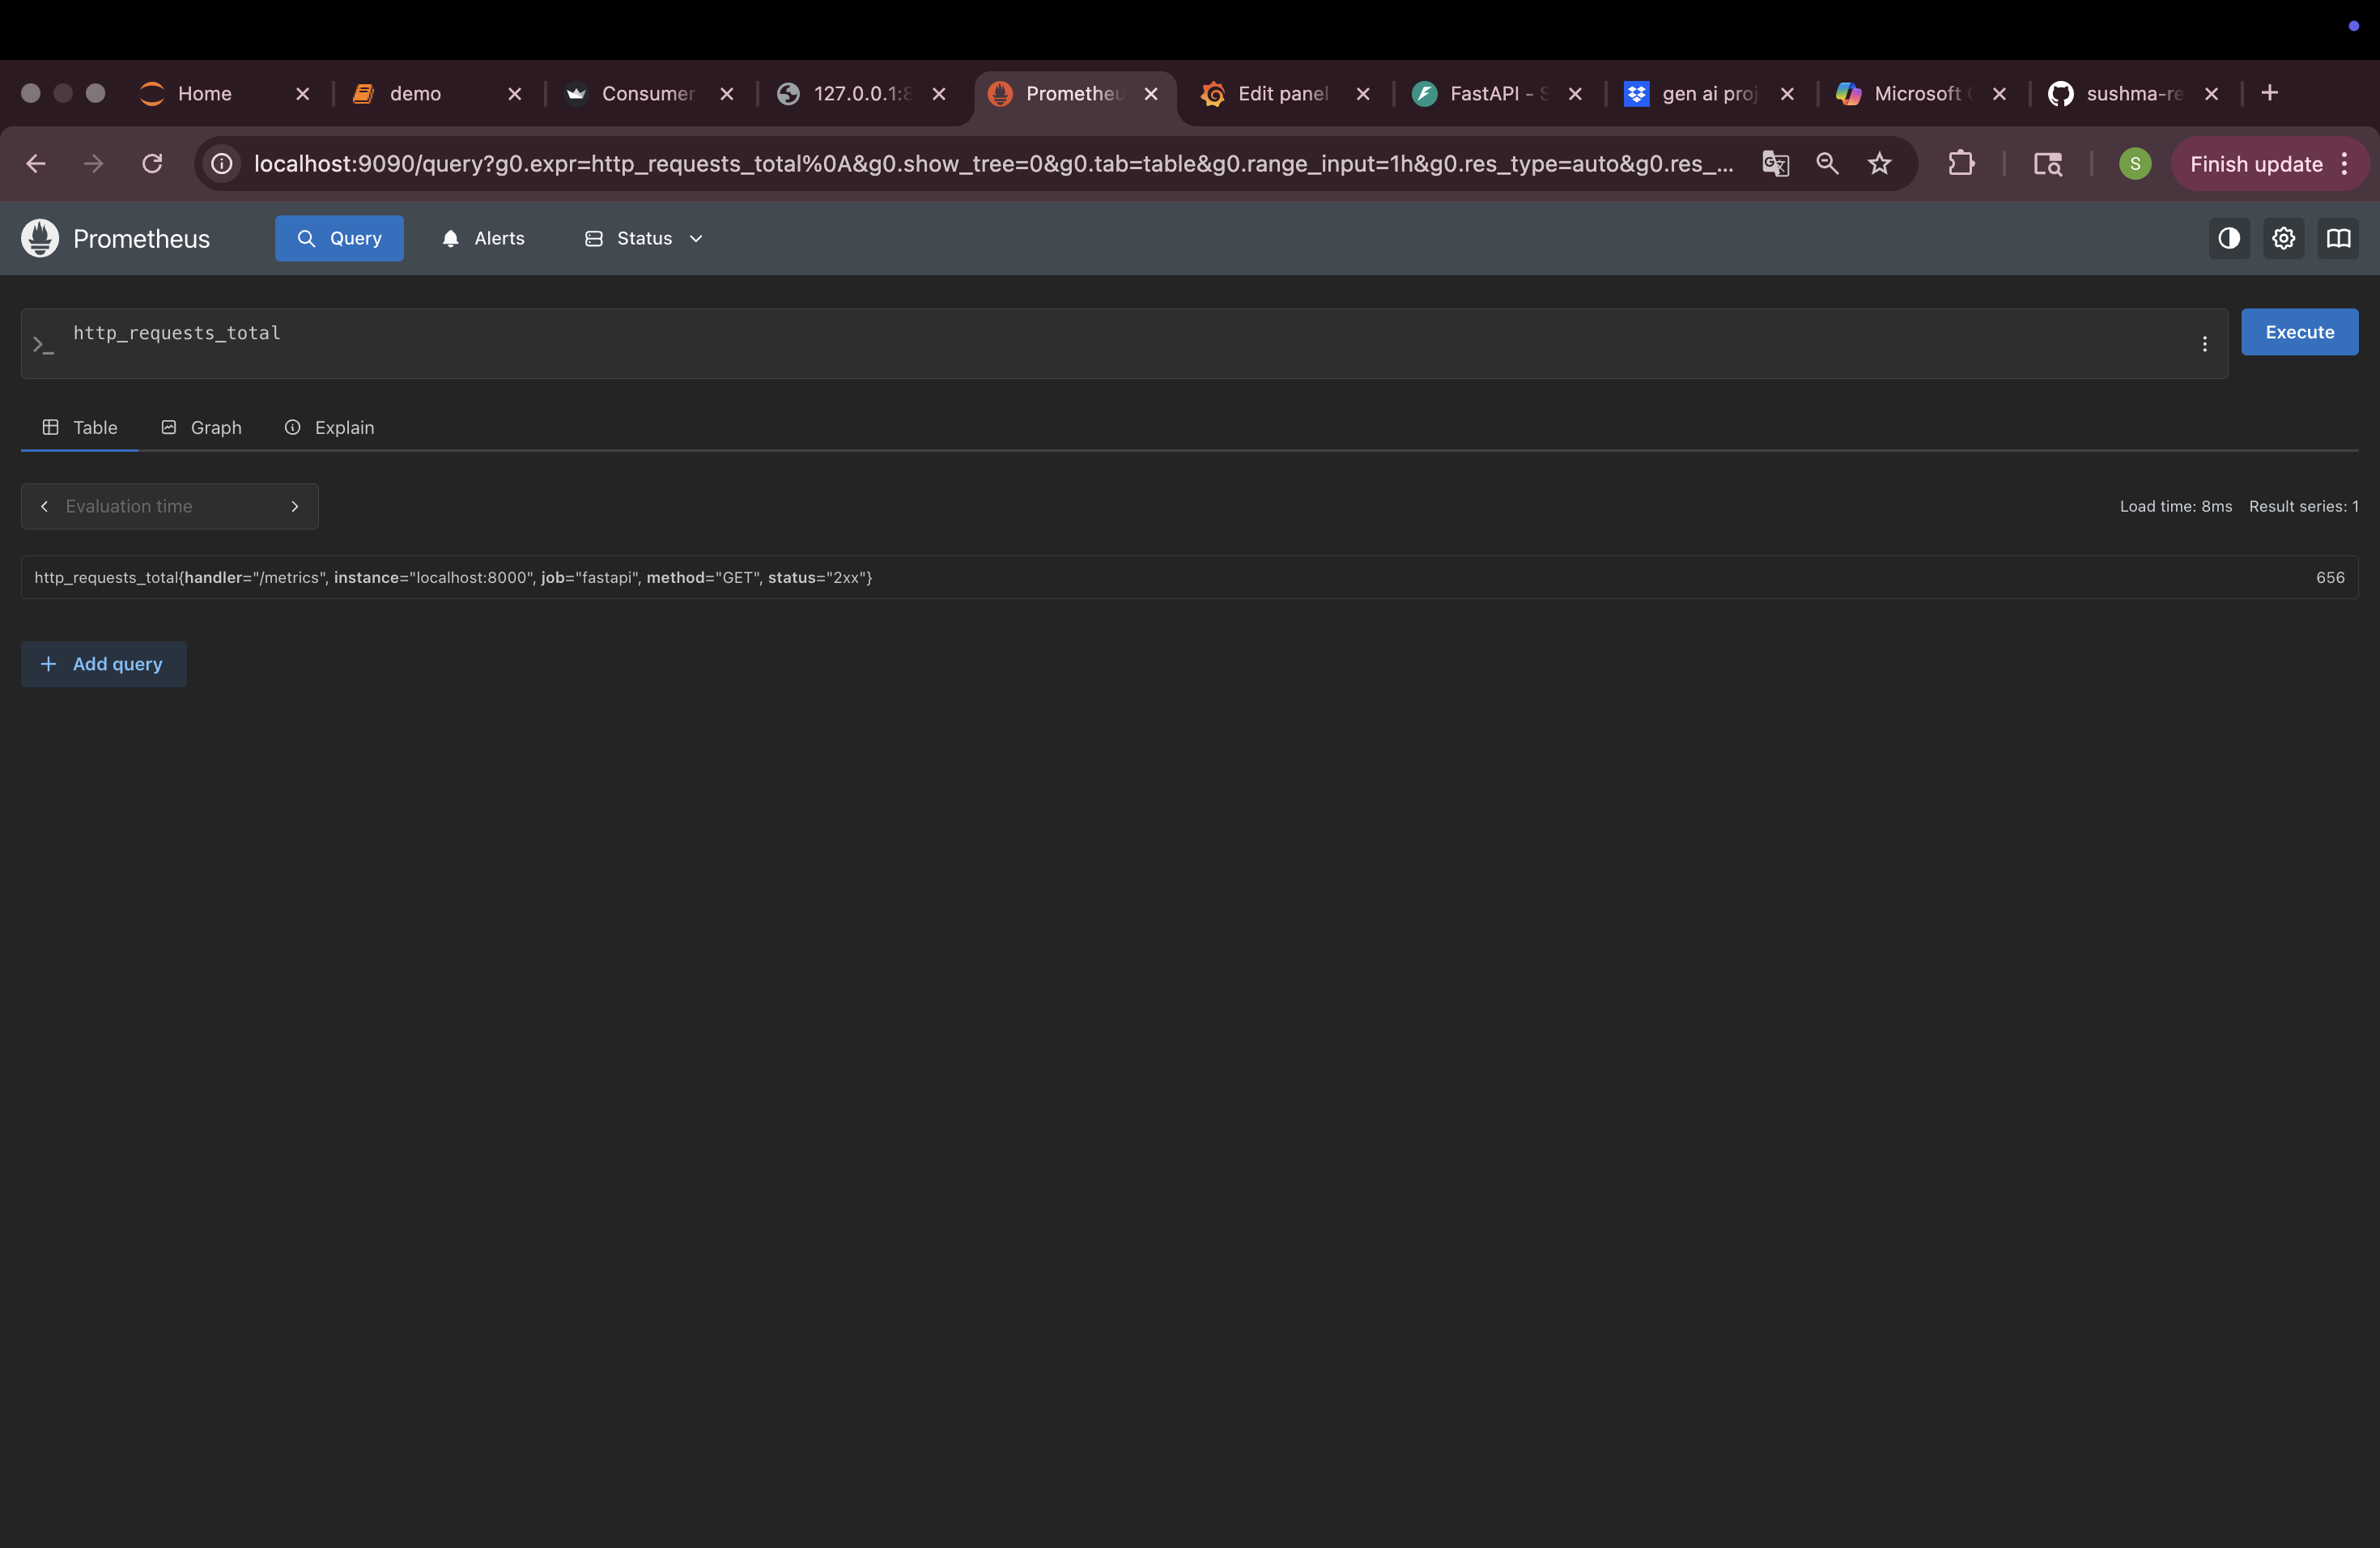 Home
demo
Consumer
127.0.0.1:8
Prometheu
Edit panel
FastAPI - S
gen ai proj
Microsoft
sushma-re
localhost:9090/query?g0.expr=http_requests_total%0A&g0.show_tree=0&g0.tab=table&g0.range_input=1h&g0.res_type=auto&g0.res_...
S
Finish update
Prometheus
Query
Alerts
Status
http_requests_total
Execute
Table
Graph
Explain
Evaluation time
Load time: 8ms Result series: 1
http_requests_total{handler="/metrics", instance="localhost:8000", job="fastapi", method="GET", status="2xx"} 656
Add query